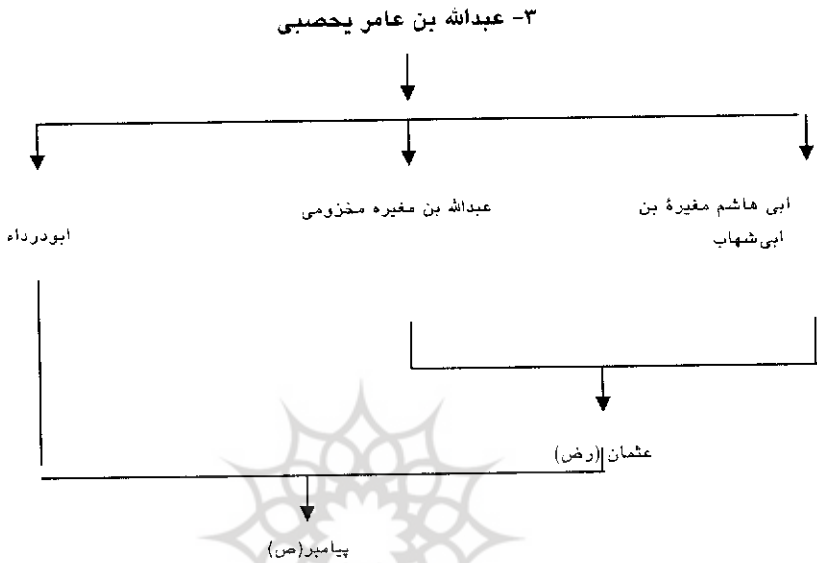 ۳- عبدالله بن عامر یحصبی
ابی هاشم مغیرة بن
ابی‌شهاب
عبدالله بن مغیره مخزومی
ابودرداء
عثمان (رض)
پیامبر(ص)